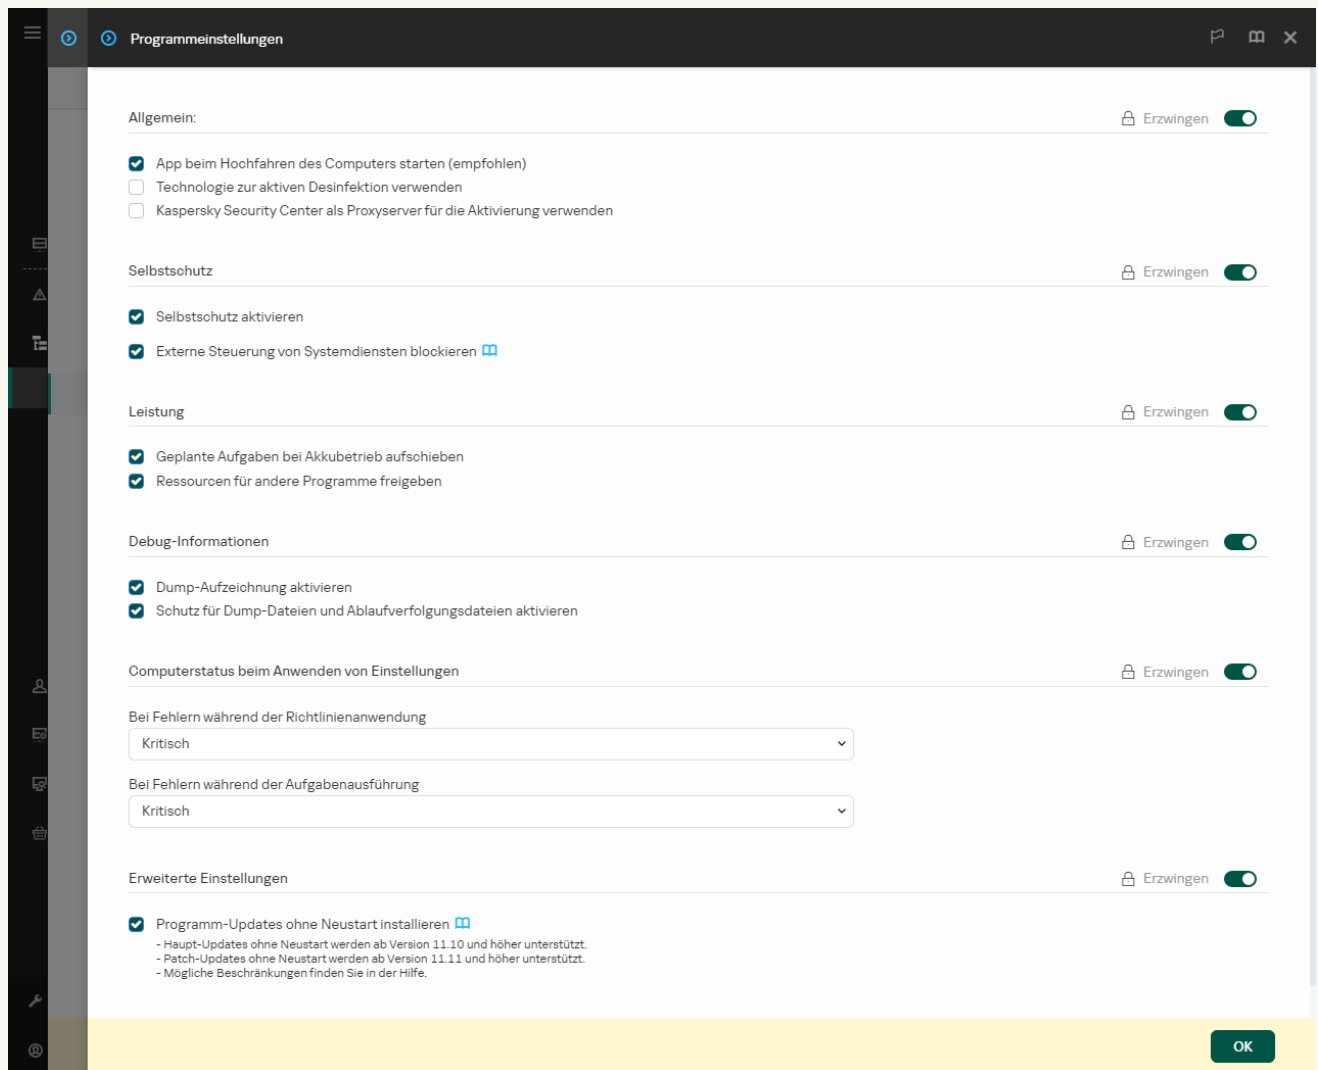 Programmeinstellungen
Allgemein:
Erzwingen
App beim Hochfahren des Computers starten (empfohlen)
Technologie zur aktiven Desinfektion verwenden
Kaspersky Security Center als Proxyserver für die Aktivierung verwenden
Selbstschutz
Erzwingen
Selbstschutz aktivieren
Externe Steuerung von Systemdiensten blockieren
Leistung
Erzwingen
Geplante Aufgaben bei Akkubetrieb aufschieben
Ressourcen für andere Programme freigeben
Debug-Informationen
Erzwingen
Dump-Aufzeichnung aktivieren
Schutz für Dump-Dateien und Ablaufverfolgungsdateien aktivieren
Computerstatus beim Anwenden von Einstellungen
Erzwingen
Bei Fehlern während der Richtlinienanwendung
Kritisch
Bei Fehlern während der Aufgabenausführung
Kritisch
Erweiterte Einstellungen
Erzwingen
Programm-Updates ohne Neustart installieren
- Haupt-Updates ohne Neustart werden ab Version 11.10 und höher unterstützt.
- Patch-Updates ohne Neustart werden ab Version 11.11 und höher unterstützt.
- Mögliche Beschränkungen finden Sie in der Hilfe.
OK